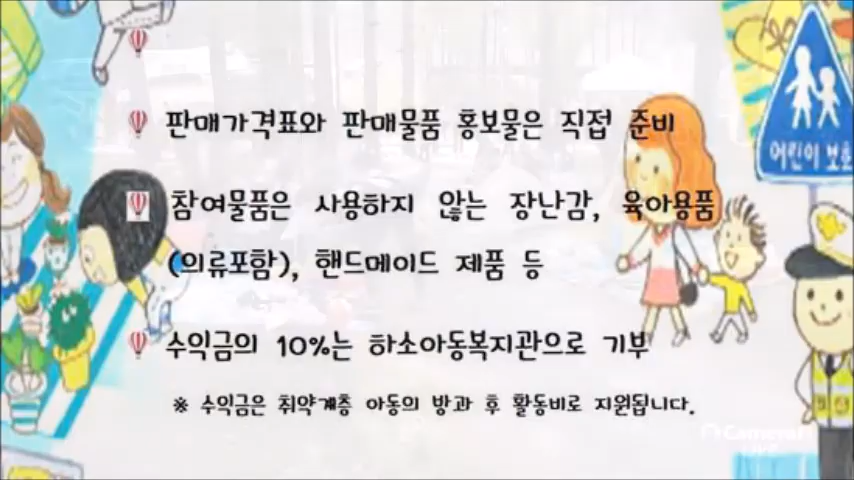 판매가격표와 판매물품 홍보물은 직접 준비
참여물품은 사용하지 않는 장난감, 육아용품
(의류포함), 핸드메이드 제품 등
수익금의 10%는 하소아동복지관으로 기부
※ 수익금은 취약계층 아동의 방과 후 활동비로 지원됩니다.
어린이 보호